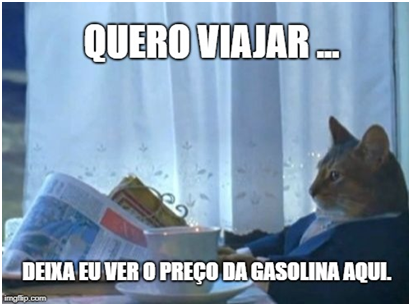 QUERO VIAJAR ...
DEIXA EU VER O PREÇO DA GASOLINA AQUI.
imgflip.com